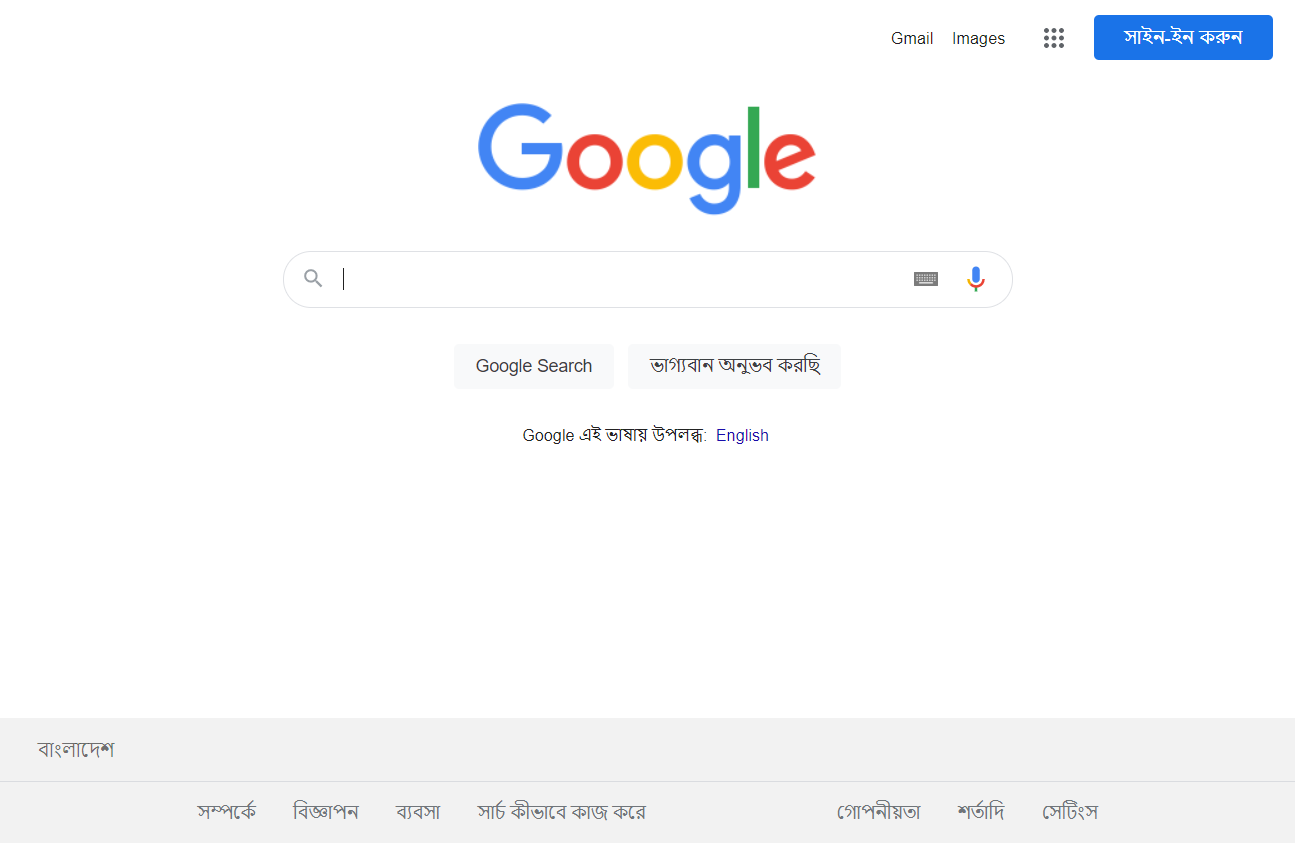 Gmail Images সাইন-ইন করুন
Google
Google Search ভাগ্যবান অনুভব করছি
Google এই ভাষায় উপলব্ধ: English
বাংলাদেশ
সম্পর্কে বিজ্ঞাপন ব্যবসা সার্চ কীভাবে কাজ করে গোপনীয়তা শর্তাদি সেটিংস